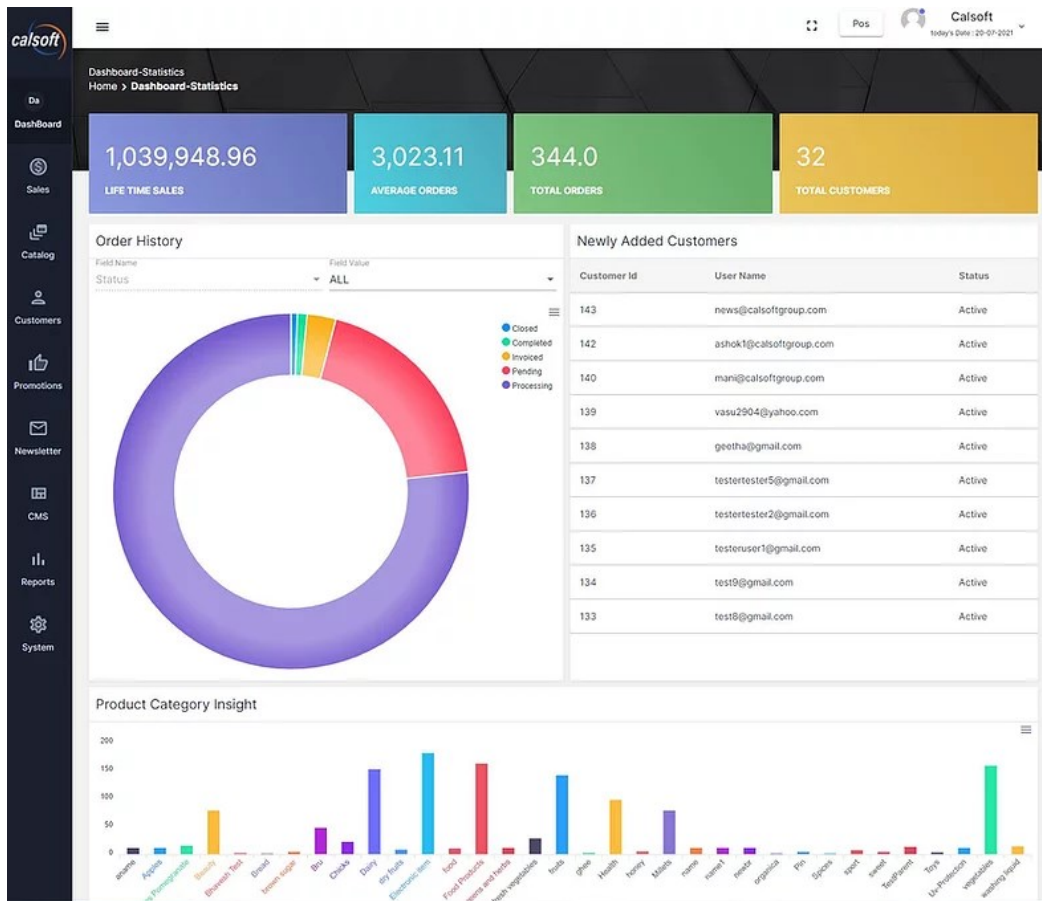 calsoft
Pos
Calsoft
today's Date : 20-07-2021
Dashboard-Statistics
Home > Dashboard-Statistics
Da
DashBoard
Sales
Catalog
Customers
Promotions
Newsletter
CMS
Reports
System
1,039,948.96
LIFE TIME SALES
3,023.11
AVERAGE ORDERS
344.0
TOTAL ORDERS
32
TOTAL CUSTOMERS
Order History
Field Name
Status
Field Value
ALL
Closed
Completed
Invoiced
Pending
Processing
Newly Added Customers
Customer Id User Name Status
143 news@calsoftgroup.com Active
142 ashok1@calsoftgroup.com Active
140 mani@calsoftgroup.com Active
139 vasu2904@yahoo.com Active
138 geetha@gmail.com Active
137 testertester5@gmail.com Active
136 testertester2@gmail.com Active
135 testeruser1@gmail.com Active
134 test9@gmail.com Active
133 test8@gmail.com Active
Product Category Insight
200
150
100
50
0
aname
Apples
Pomegranate
Beauty
Bhavesh Test
Bread
brown sugar
Bru
Chicks
Dairy
dry fruits
Electronic item
food
Food Products
and herbs
vegetables
fruits
ghee
Health
honey
Millets
name
name1
newbr
organica
Pin
Spices
sport
sweet
TestParent
Toys
Uv-Protection
vegetables
washing liquid